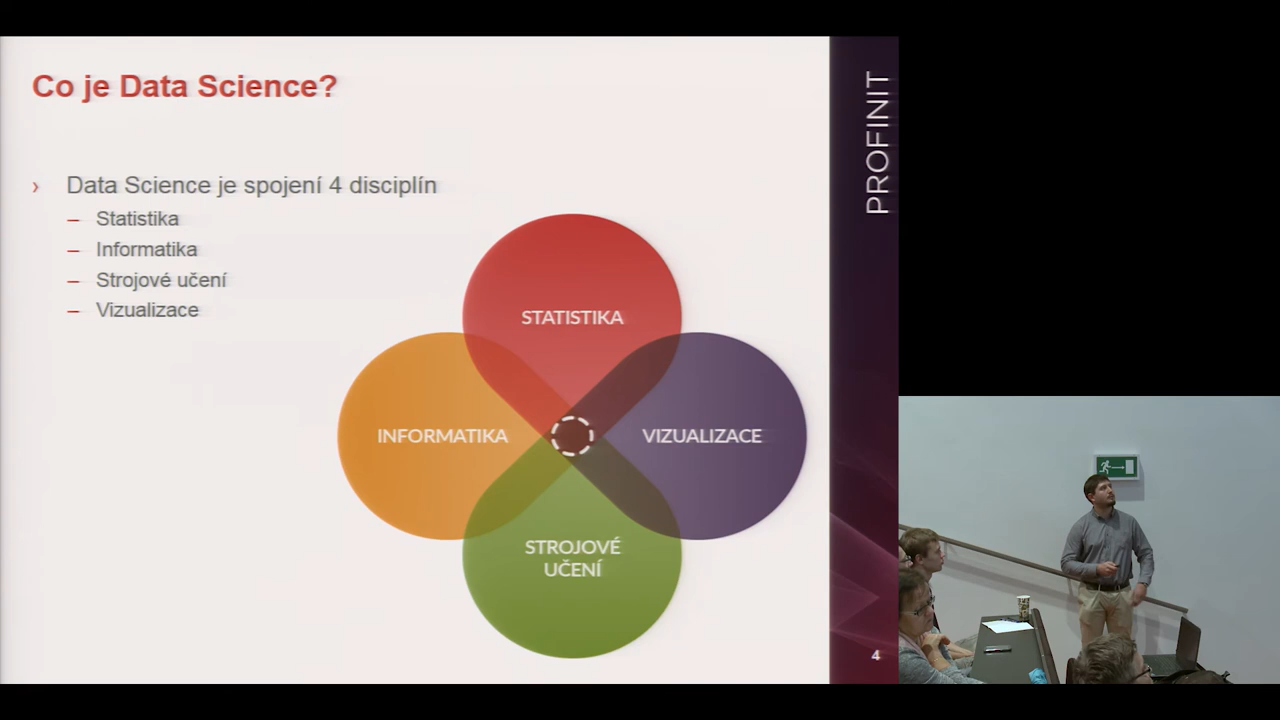 Co je Data Science?
› Data Science je spojení 4 disciplín
– Statistika
– Informatika
– Strojové učení
– Vizualizace
STATISTIKA
INFORMATIKA
VIZUALIZACE
STROJOVÉ
UČENÍ
PROFINIT
4